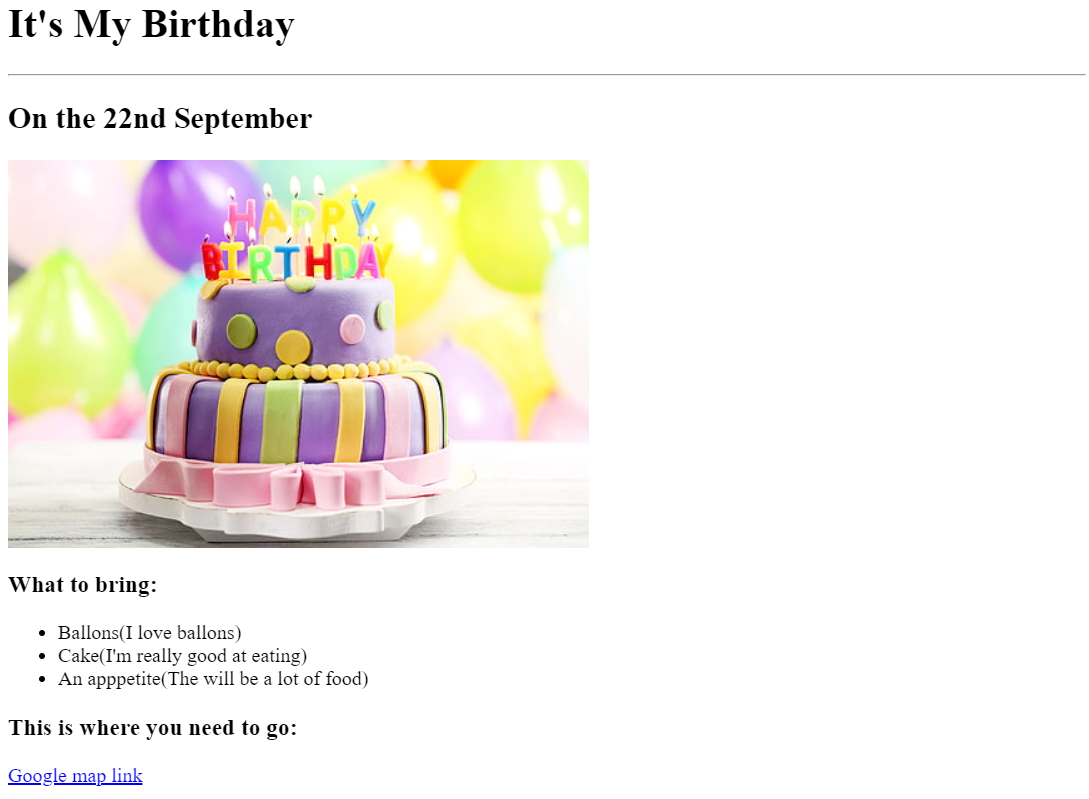 It's My Birthday
On the 22nd September
HAPPY
BIRTHDAY
What to bring:
Ballons(I love ballons)
Cake(I'm really good at eating)
An apppetite(The will be a lot of food)
This is where you need to go:
Google map link